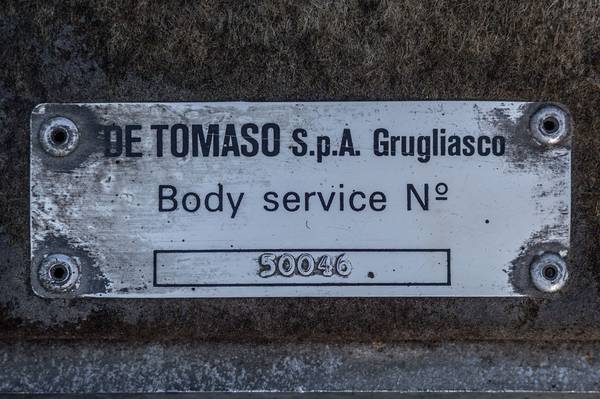 DE TOMASO S.p.A. Grugliasco
Body service Nº
50046